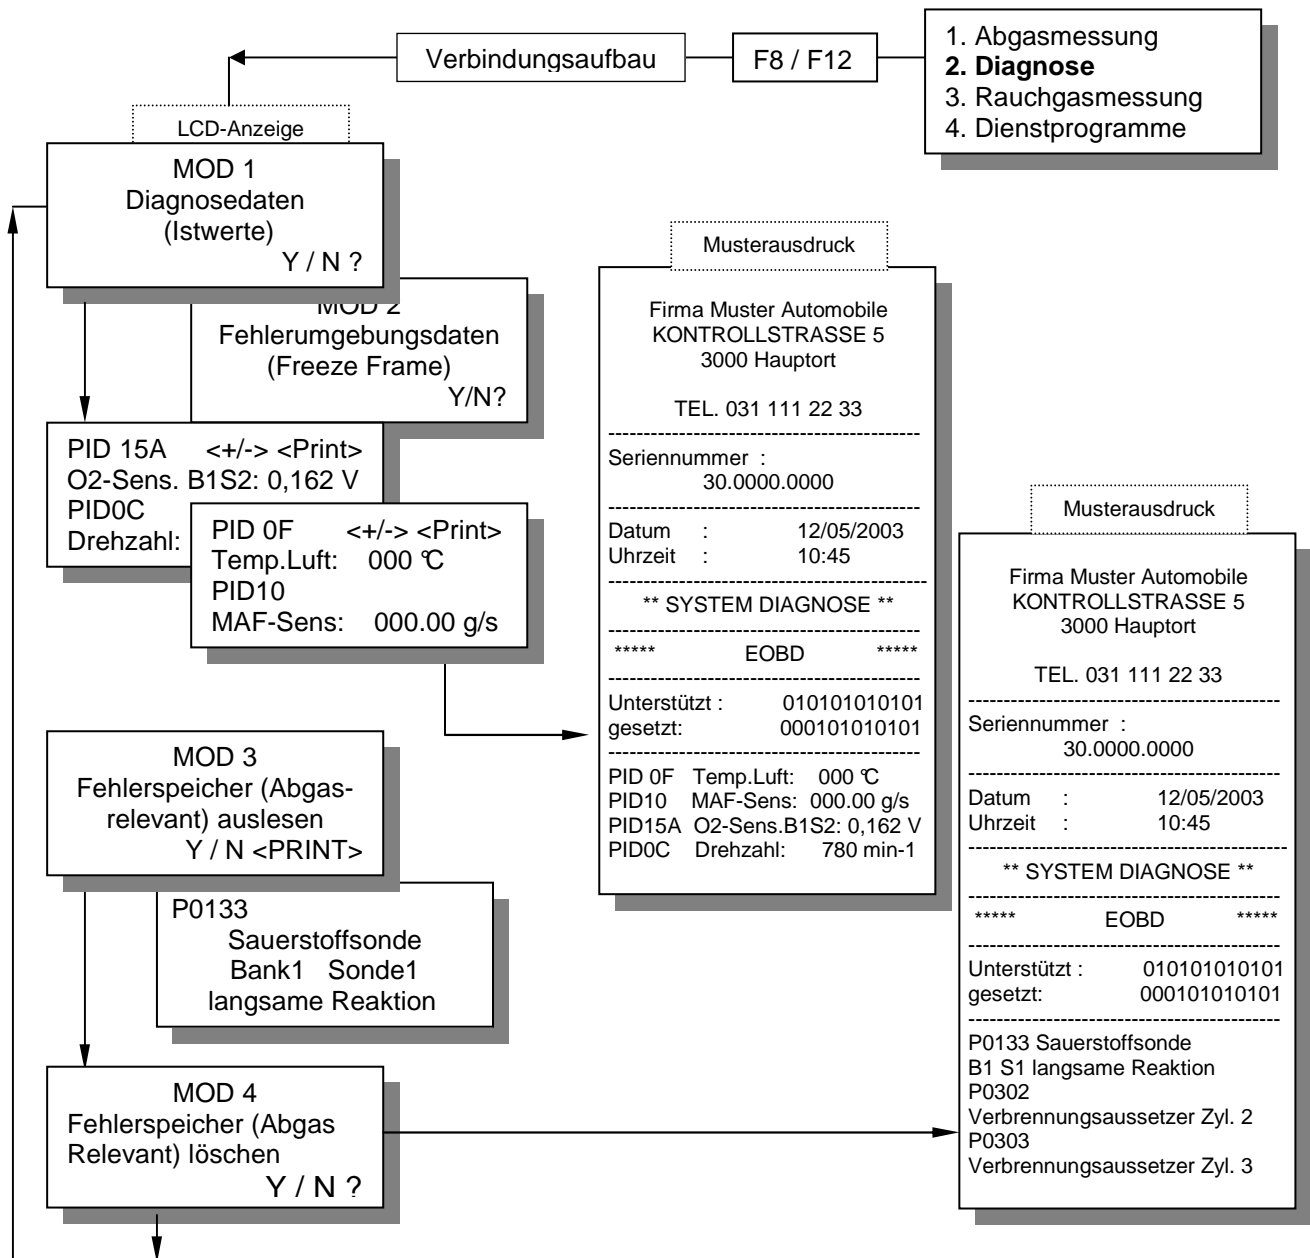 Verbindungsaufbau
F8 / F12
1. Abgasmessung
2. Diagnose
3. Rauchgasmessung
4. Dienstprogramme
LCD-Anzeige
MOD 1
Diagnosedaten
(Istwerte)
Y / N ?
MOD 2
Fehlerumgebungsdaten
(Freeze Frame)
Y/N?
PID 15A <+/-> <Print>
O2-Sens. B1S2: 0,162 V
PID0C
Drehzahl:
PID 0F <+/-> <Print>
Temp.Luft: 000 °C
PID10
MAF-Sens: 000.00 g/s
MOD 3
Fehlerspeicher (Abgas-
relevant) auslesen
Y / N <PRINT>
P0133
Sauerstoffsonde
Bank1 Sonde1
langsame Reaktion
MOD 4
Fehlerspeicher (Abgas
Relevant) löschen
Y / N ?
Musterausdruck
Firma Muster Automobile
KONTROLLSTRASSE 5
3000 Hauptort
TEL. 031 111 22 33
--------------------------------------------
Seriennummer :
30.0000.0000
--------------------------------------------
Datum : 12/05/2003
Uhrzeit : 10:45
---------------------------------------------
** SYSTEM DIAGNOSE **
--------------------------------------------
***** EOBD *****
--------------------------------------------
Unterstützt : 010101010101
gesetzt: 000101010101
--------------------------------------------
PID 0F Temp.Luft: 000 °C
PID10 MAF-Sens: 000.00 g/s
PID15A O2-Sens.B1S2: 0,162 V
PID0C Drehzahl: 780 min-1
Musterausdruck
Firma Muster Automobile
KONTROLLSTRASSE 5
3000 Hauptort
TEL. 031 111 22 33
--------------------------------------------
Seriennummer :
30.0000.0000
--------------------------------------------
Datum : 12/05/2003
Uhrzeit : 10:45
---------------------------------------------
** SYSTEM DIAGNOSE **
--------------------------------------------
***** EOBD *****
--------------------------------------------
Unterstützt : 010101010101
gesetzt: 000101010101
--------------------------------------------
P0133 Sauerstoffsonde
B1 S1 langsame Reaktion
P0302
Verbrennungsaussetzer Zyl. 2
P0303
Verbrennungsaussetzer Zyl. 3